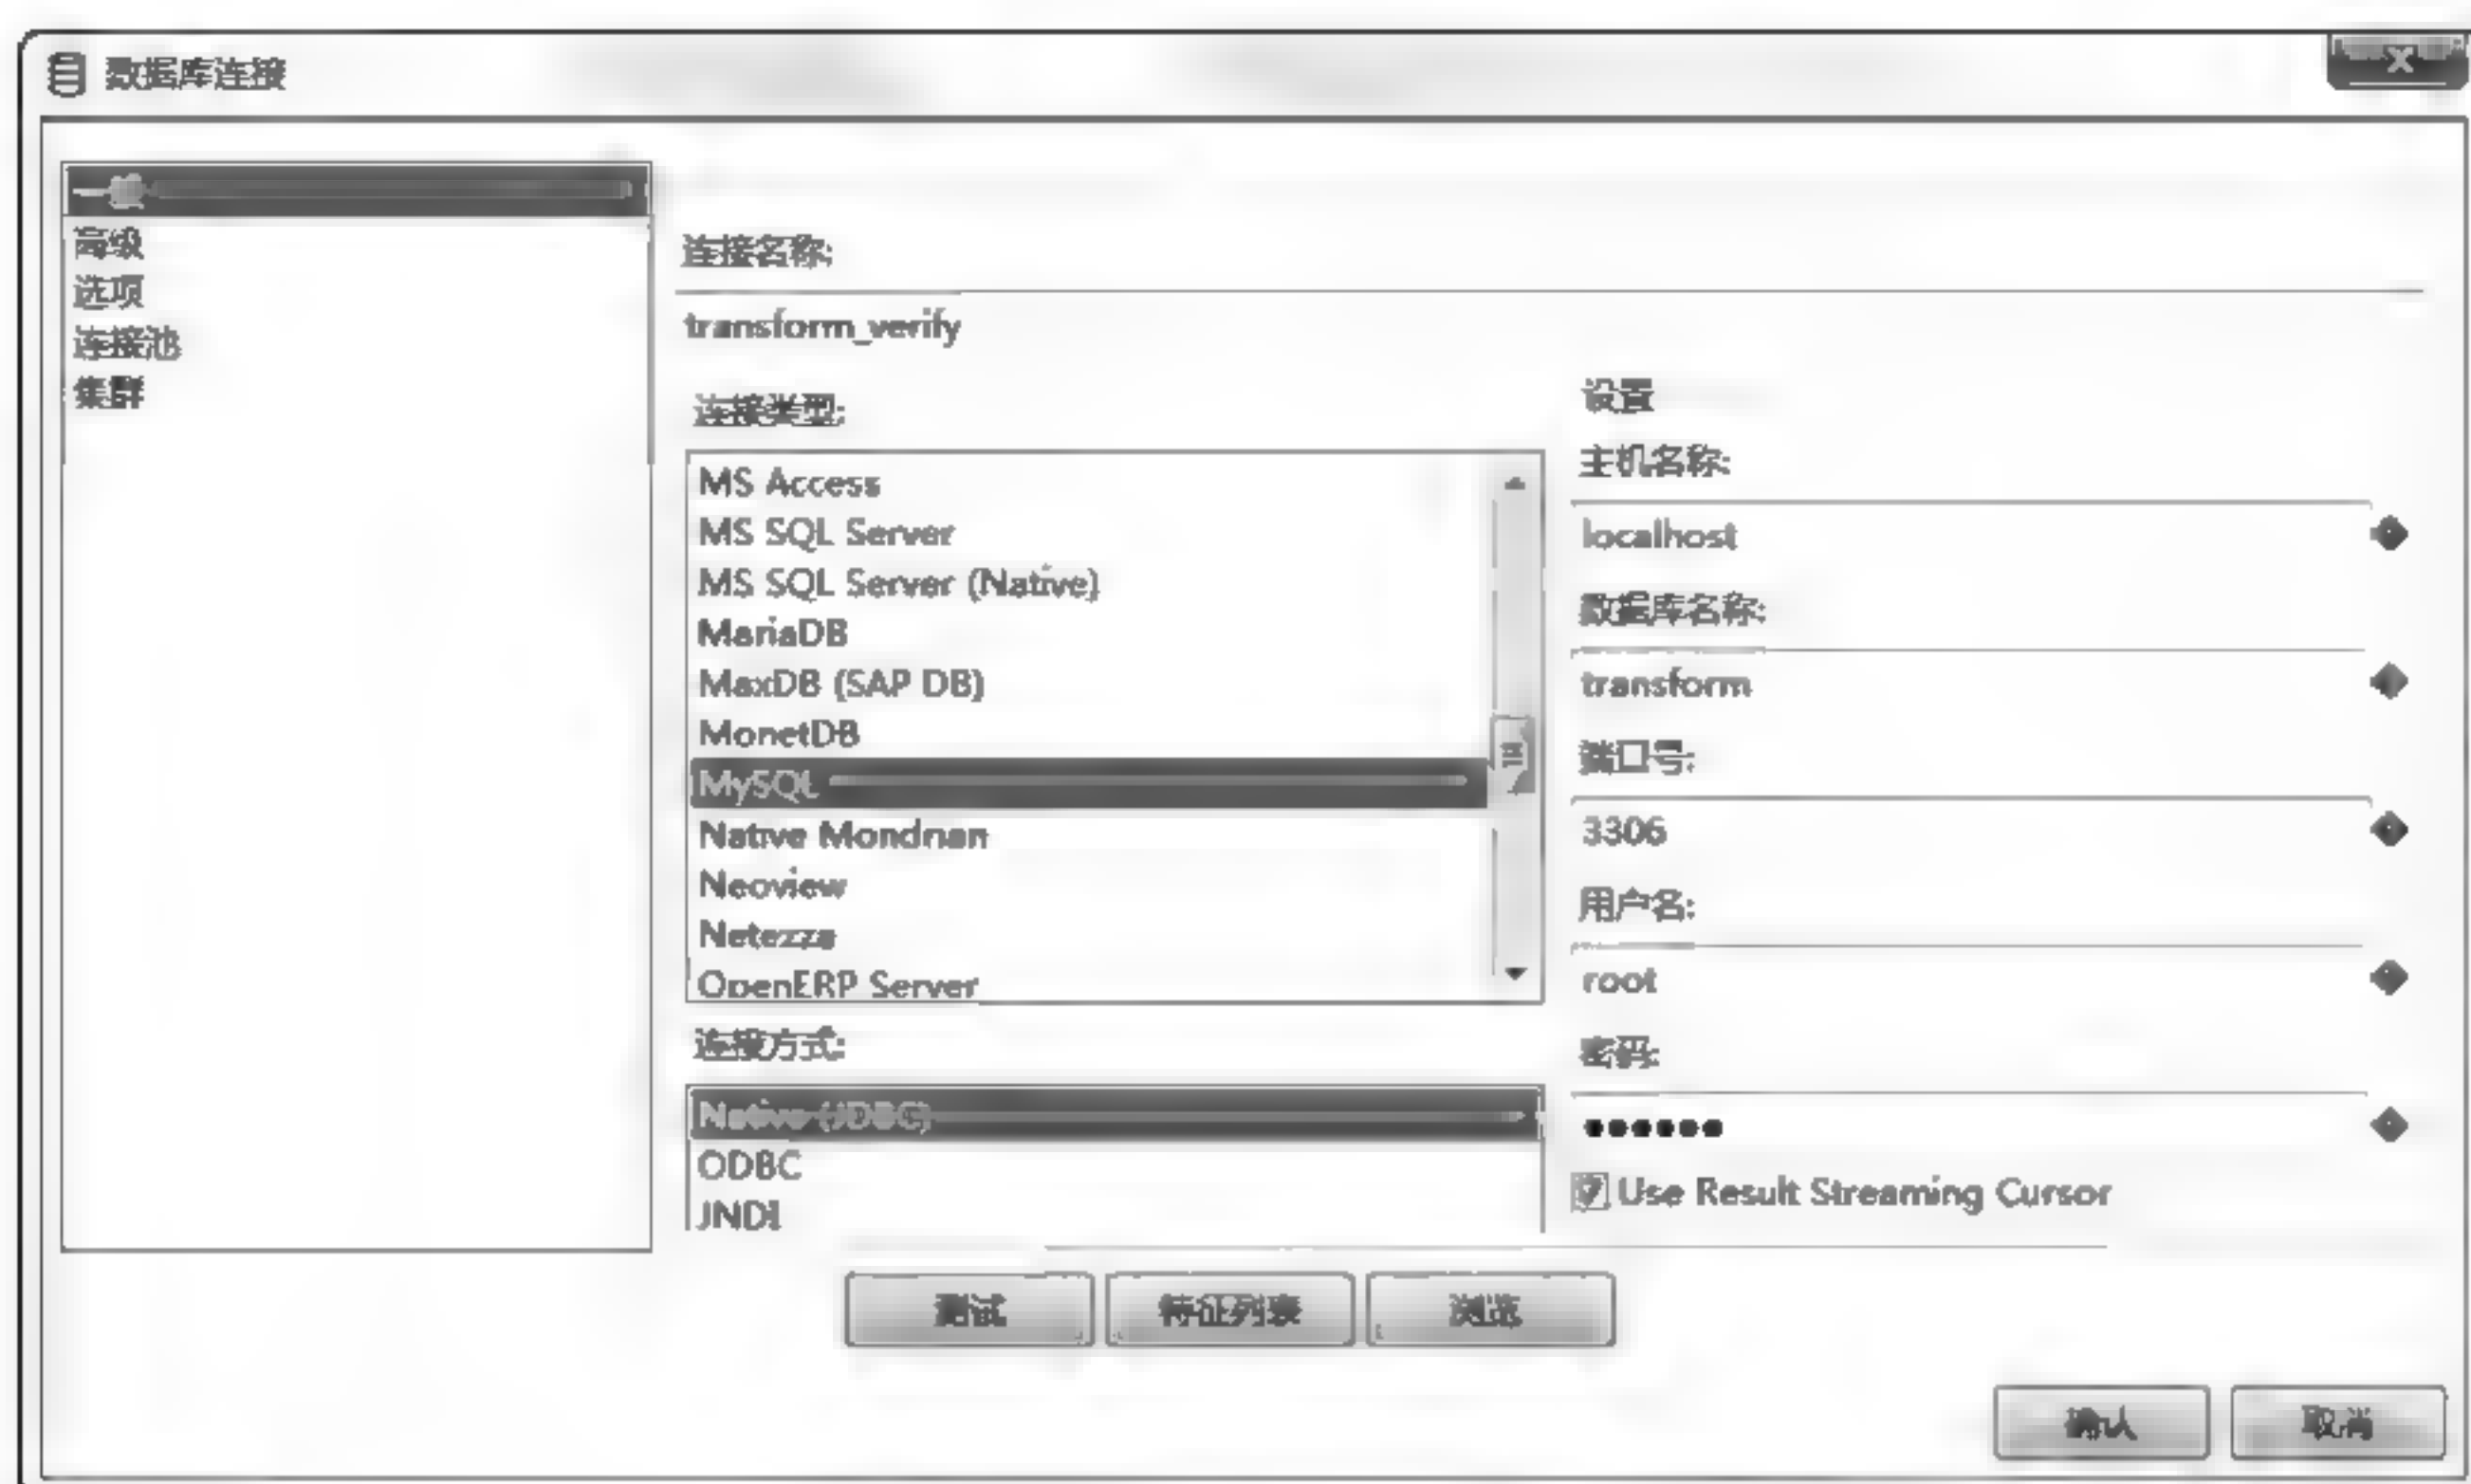 数据库连接
一般
高级
选项
连接池
集群
连接名称:
transform_verify
连接类型:
MS Access
MS SQL Server
MS SQL Server (Native)
MariaDB
MaxDB (SAP DB)
MonetDB
MySQL
Native Mondrian
Neoview
Netezza
OpenERP Server
连接方式:
Native (JDBC)
ODBC
JNDI
设置
主机名称:
localhost
数据库名称:
transform
端口号:
3306
用户名:
root
密码:
●●●●●●
Use Result Streaming Cursor
测试 特征列表 浏览
确认 取消